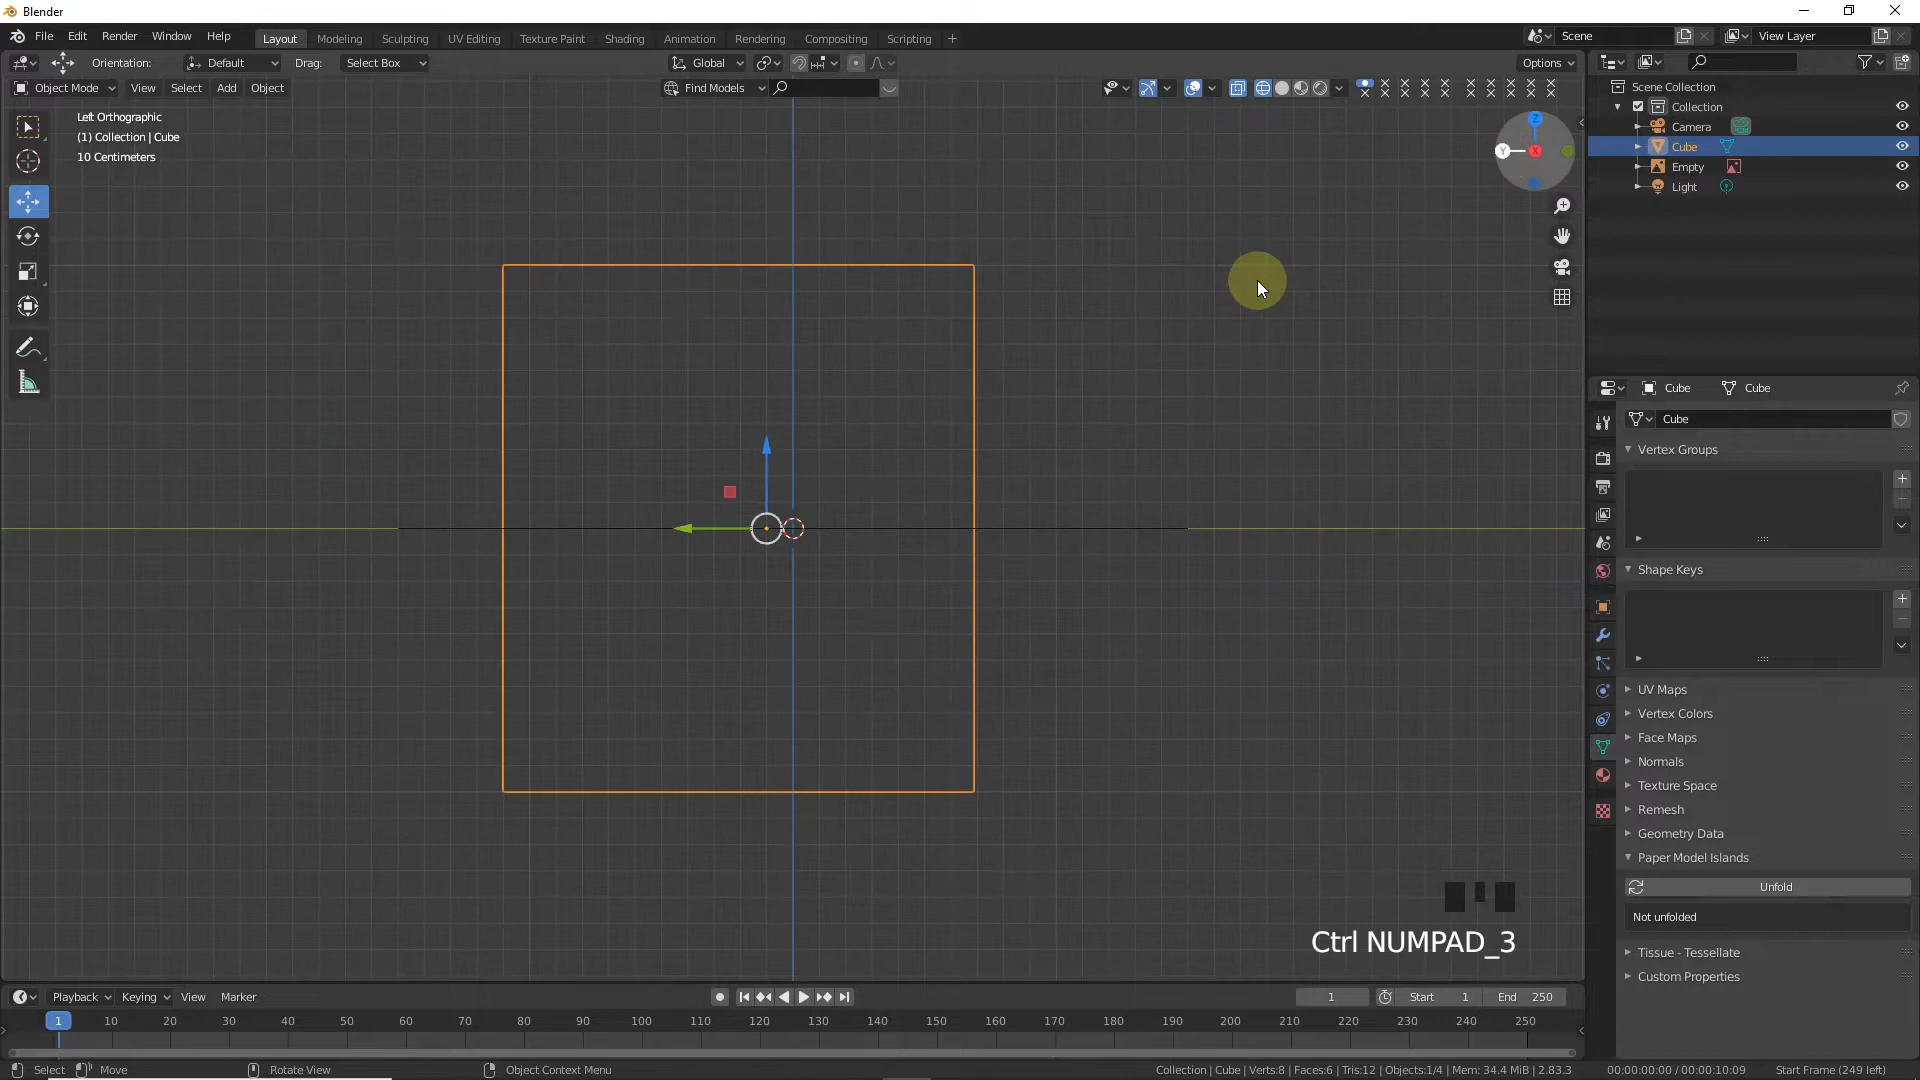 Blender
File Edit Render Window Help
Layout Modeling Sculpting UV Editing Texture Paint Shading Animation Rendering Compositing Scripting
Scene
View Layer
Orientation: Default Drag: Select Box
Global
Options
Object Mode View Select Add Object
Find Models
Left Orthographic
(1) Collection | Cube
10 Centimeters
Z
Y
X
Scene Collection
Collection
Camera
Cube
Empty
Light
Cube Cube
Cube
Vertex Groups
Shape Keys
UV Maps
Vertex Colors
Face Maps
Normals
Texture Space
Remesh
Geometry Data
Paper Model Islands
Unfold
Not unfolded
Tissue - Tessellate
Custom Properties
Ctrl NUMPAD_3
Playback Keying View Marker
1 Start 1 End 250
1 10 20 30 40 50 60 70 80 90 100 110 120 130 140 150 160 170 180 190 200 210 220 230 240 250
Select Move Rotate View Object Context Menu
Collection | Cube | Verts:8 | Faces:6 | Tris:12 | Objects:1/4 | Mem: 34.4 MiB | 2.83.3
00:00:00:00 / 00:00:10:09
Start Frame (249 left)